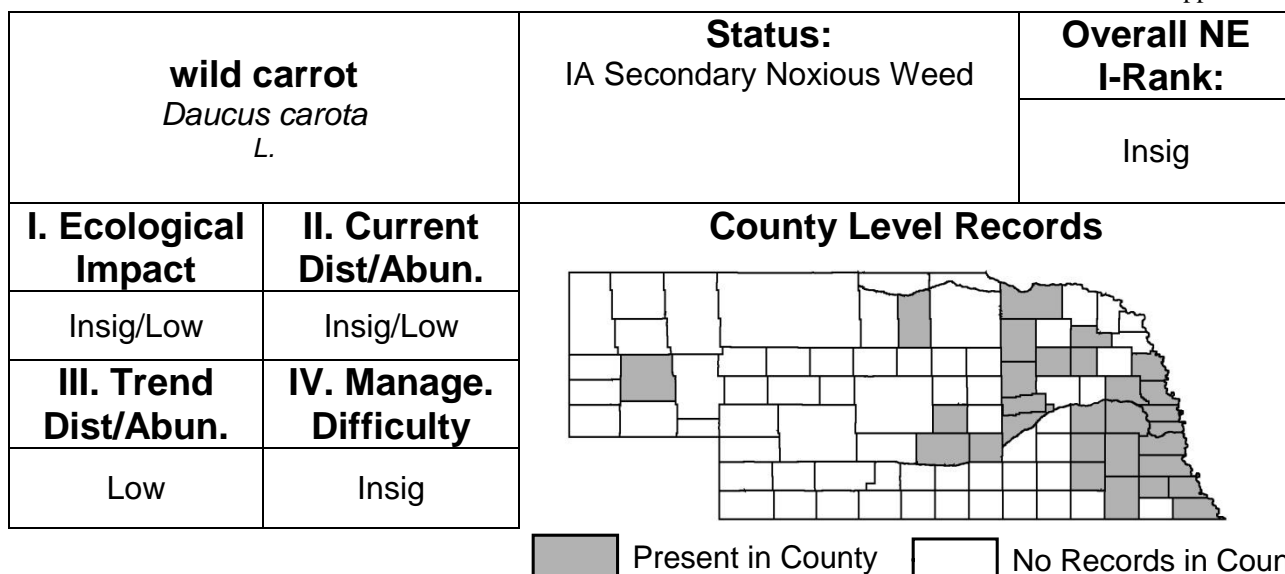 wild carrot
Daucus carota
L.
Status:
IA Secondary Noxious Weed
Overall NE
I-Rank:
Insig
I. Ecological
Impact
II. Current
Dist/Abun.
Insig/Low
Insig/Low
III. Trend
Dist/Abun.
IV. Manage.
Difficulty
Low
Insig
County Level Records
Present in County
No Records in Coun